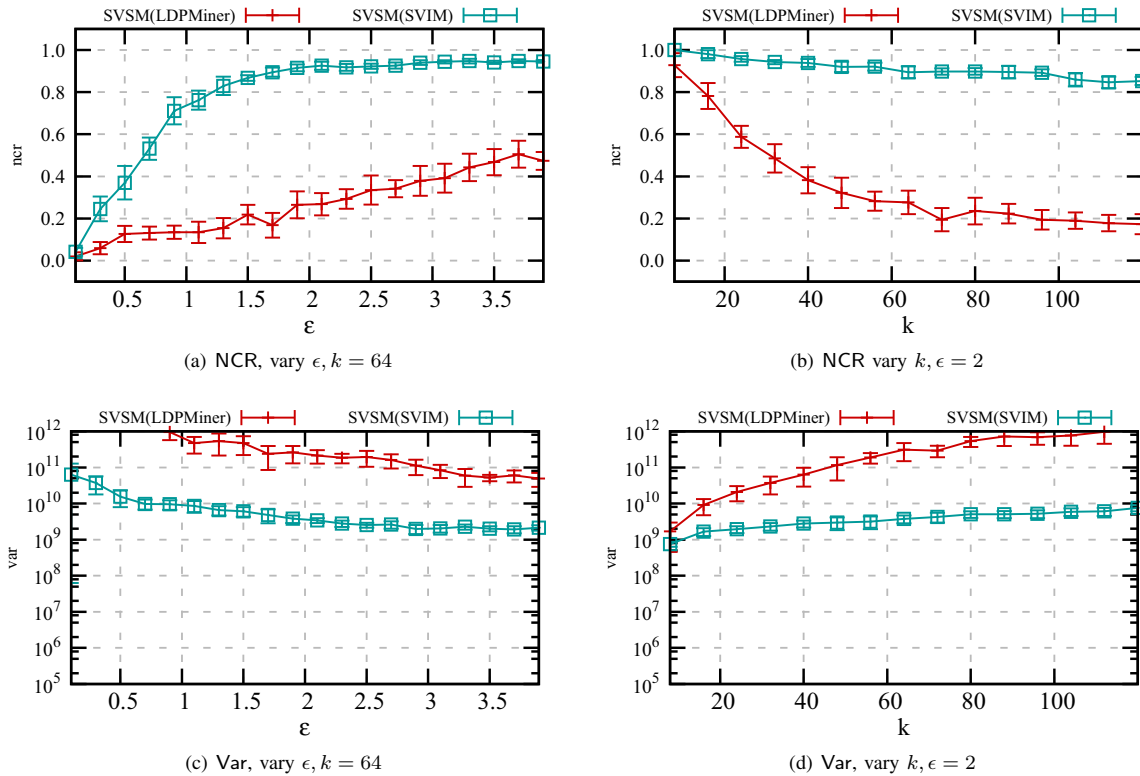 SVSM(LDPMiner) SVSM(SVIM)
1.0
0.8
0.6
0.4
0.2
0.0
ncr
0.5 1 1.5 2 2.5 3 3.5
ε
(a) NCR, vary ϵ, k = 64
SVSM(LDPMiner) SVSM(SVIM)
1.0
0.8
0.6
0.4
0.2
0.0
ncr
20 40 60 80 100
k
(b) NCR vary k, ϵ = 2
SVSM(LDPMiner) SVSM(SVIM)
10^12
10^11
10^10
10^9
10^8
10^7
10^6
10^5
var
0.5 1 1.5 2 2.5 3 3.5
ε
(c) Var, vary ϵ, k = 64
SVSM(LDPMiner) SVSM(SVIM)
10^12
10^11
10^10
10^9
10^8
10^7
10^6
10^5
var
20 40 60 80 100
k
(d) Var, vary k, ϵ = 2